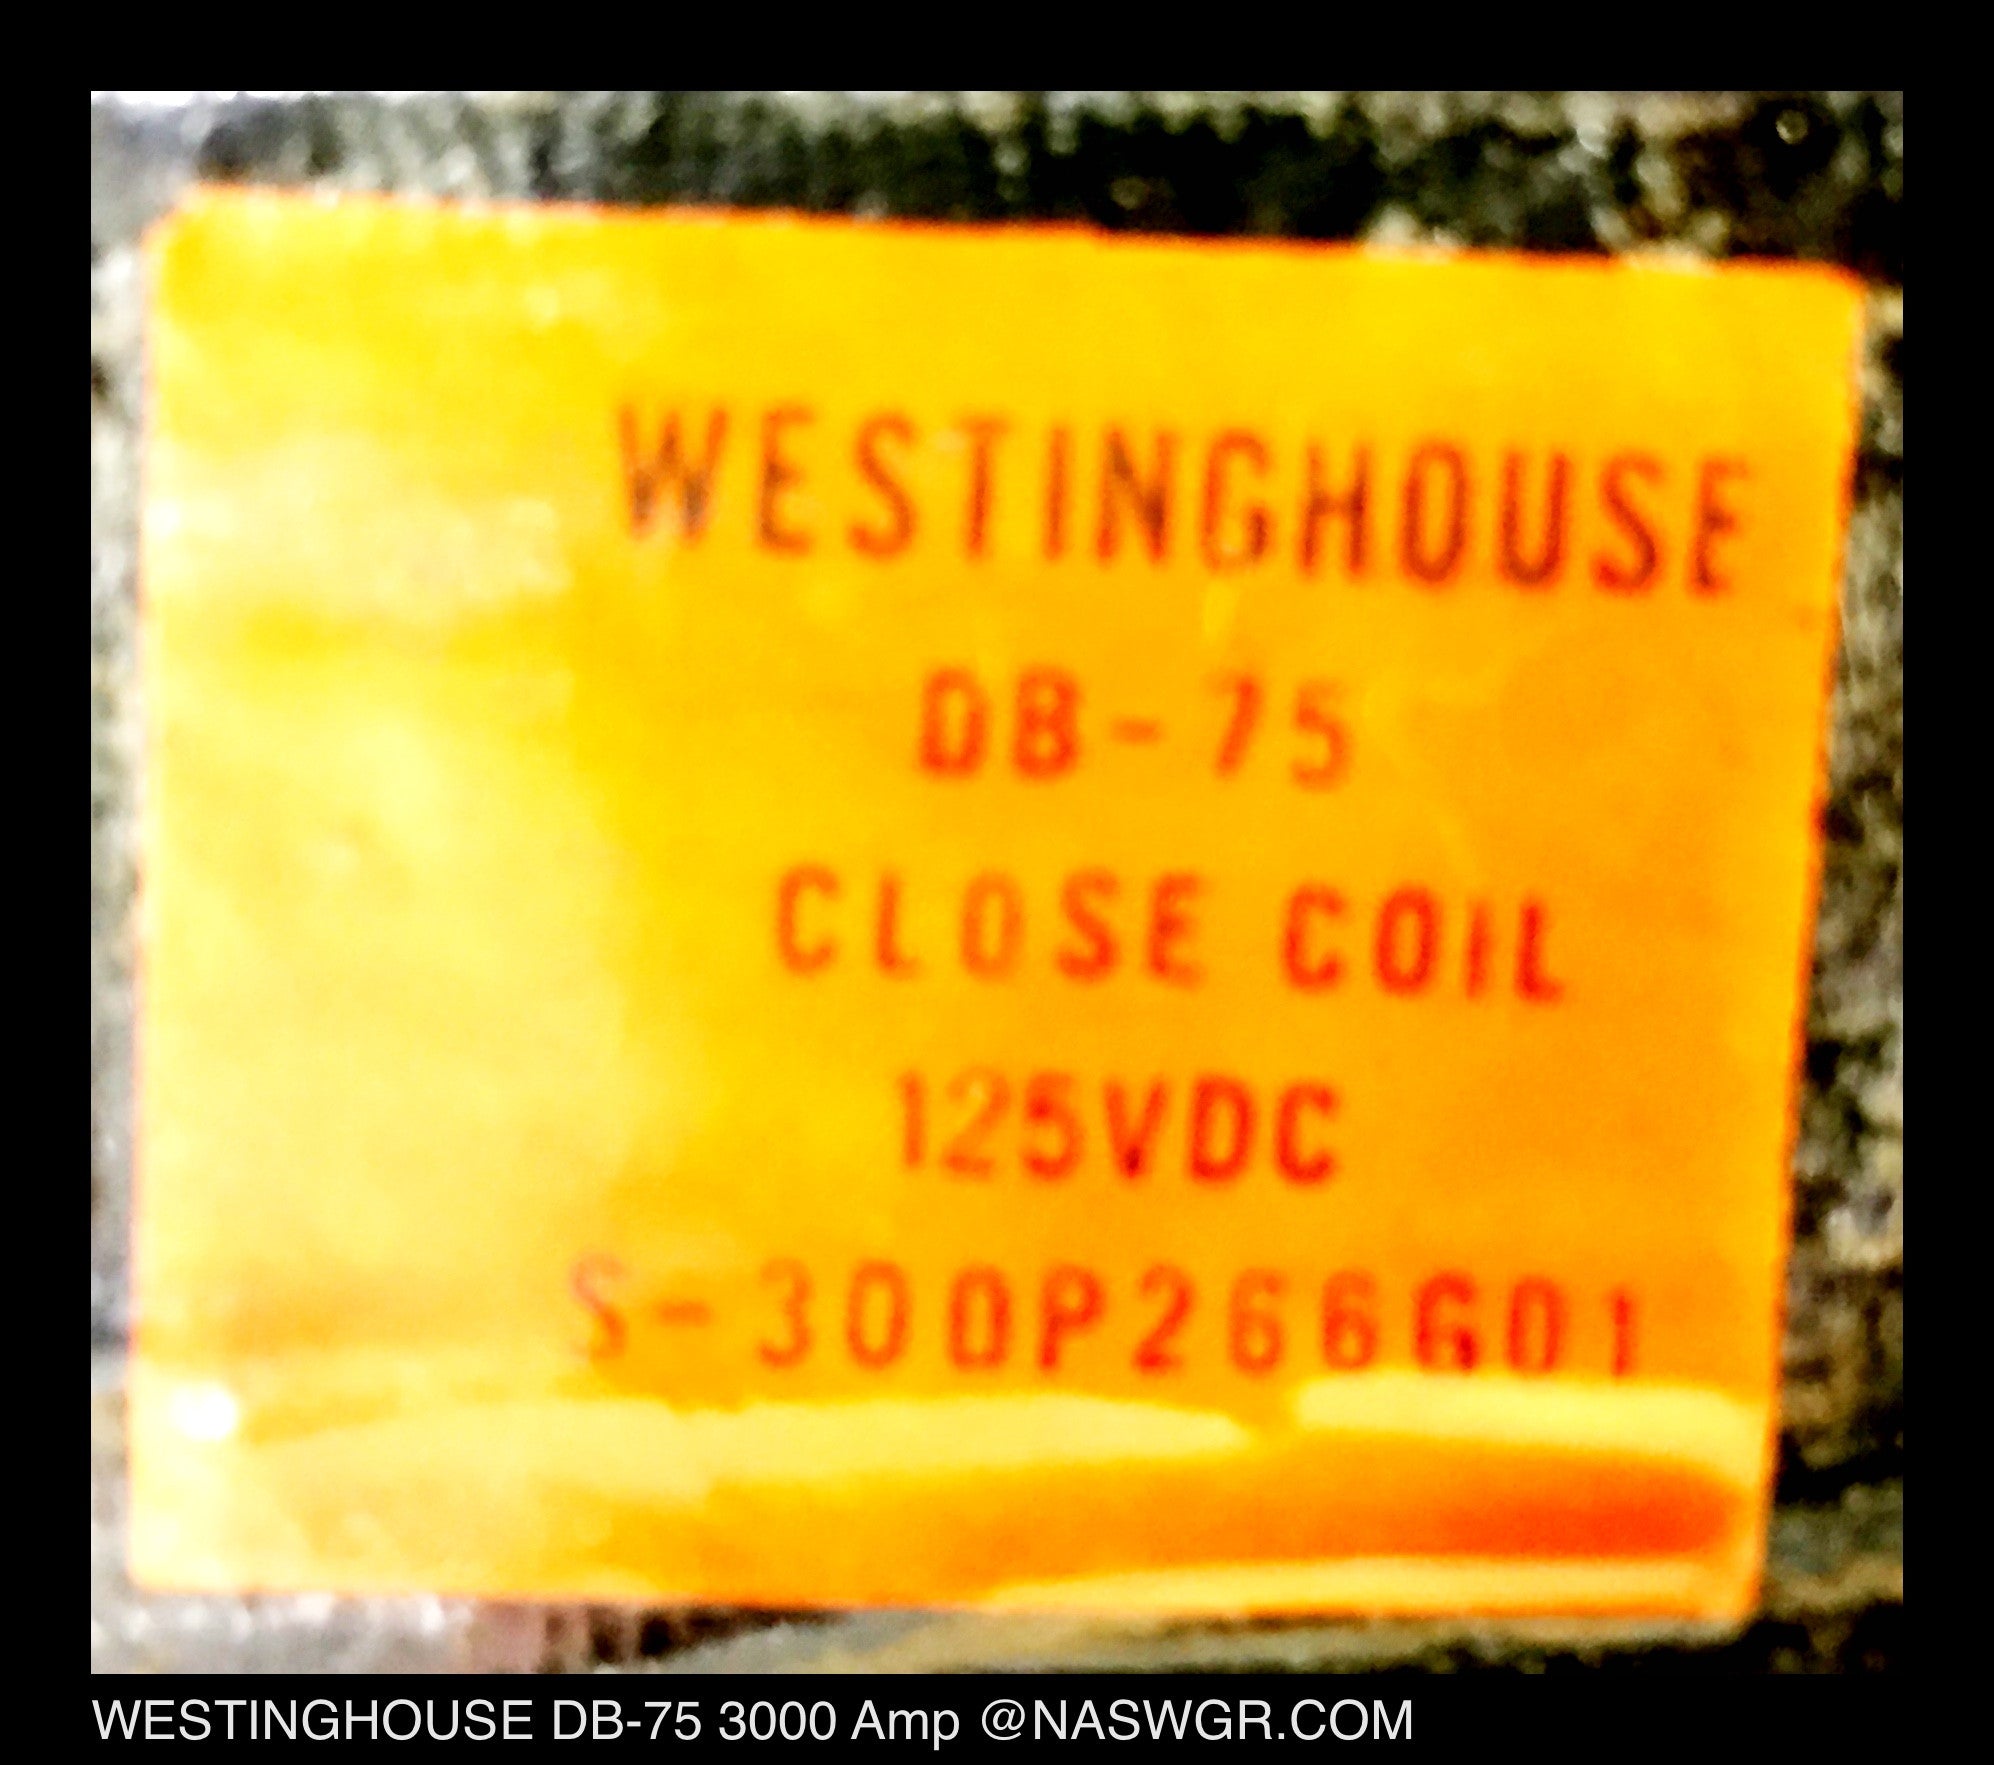 WESTINGHOUSE
DB-75
CLOSE COIL
125VDC
S-300P266G01
WESTINGHOUSE DB-75 3000 Amp @NASWGR.COM